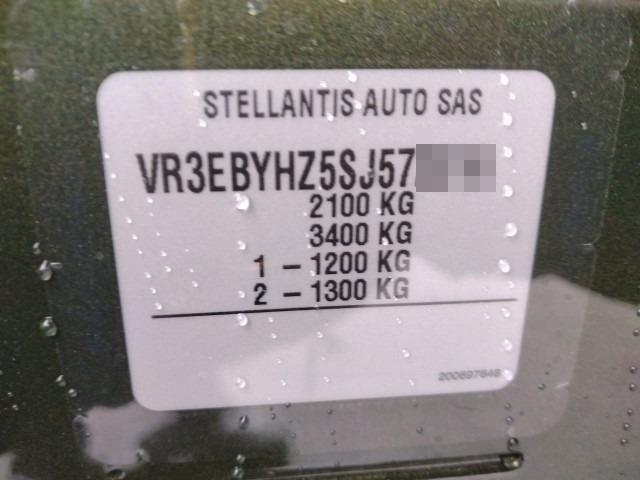 STELLANTIS AUTO SAS
VR3EBYHZ5SJ57
2100 KG
3400 KG
1 - 1200 KG
2 - 1300 KG
200697648